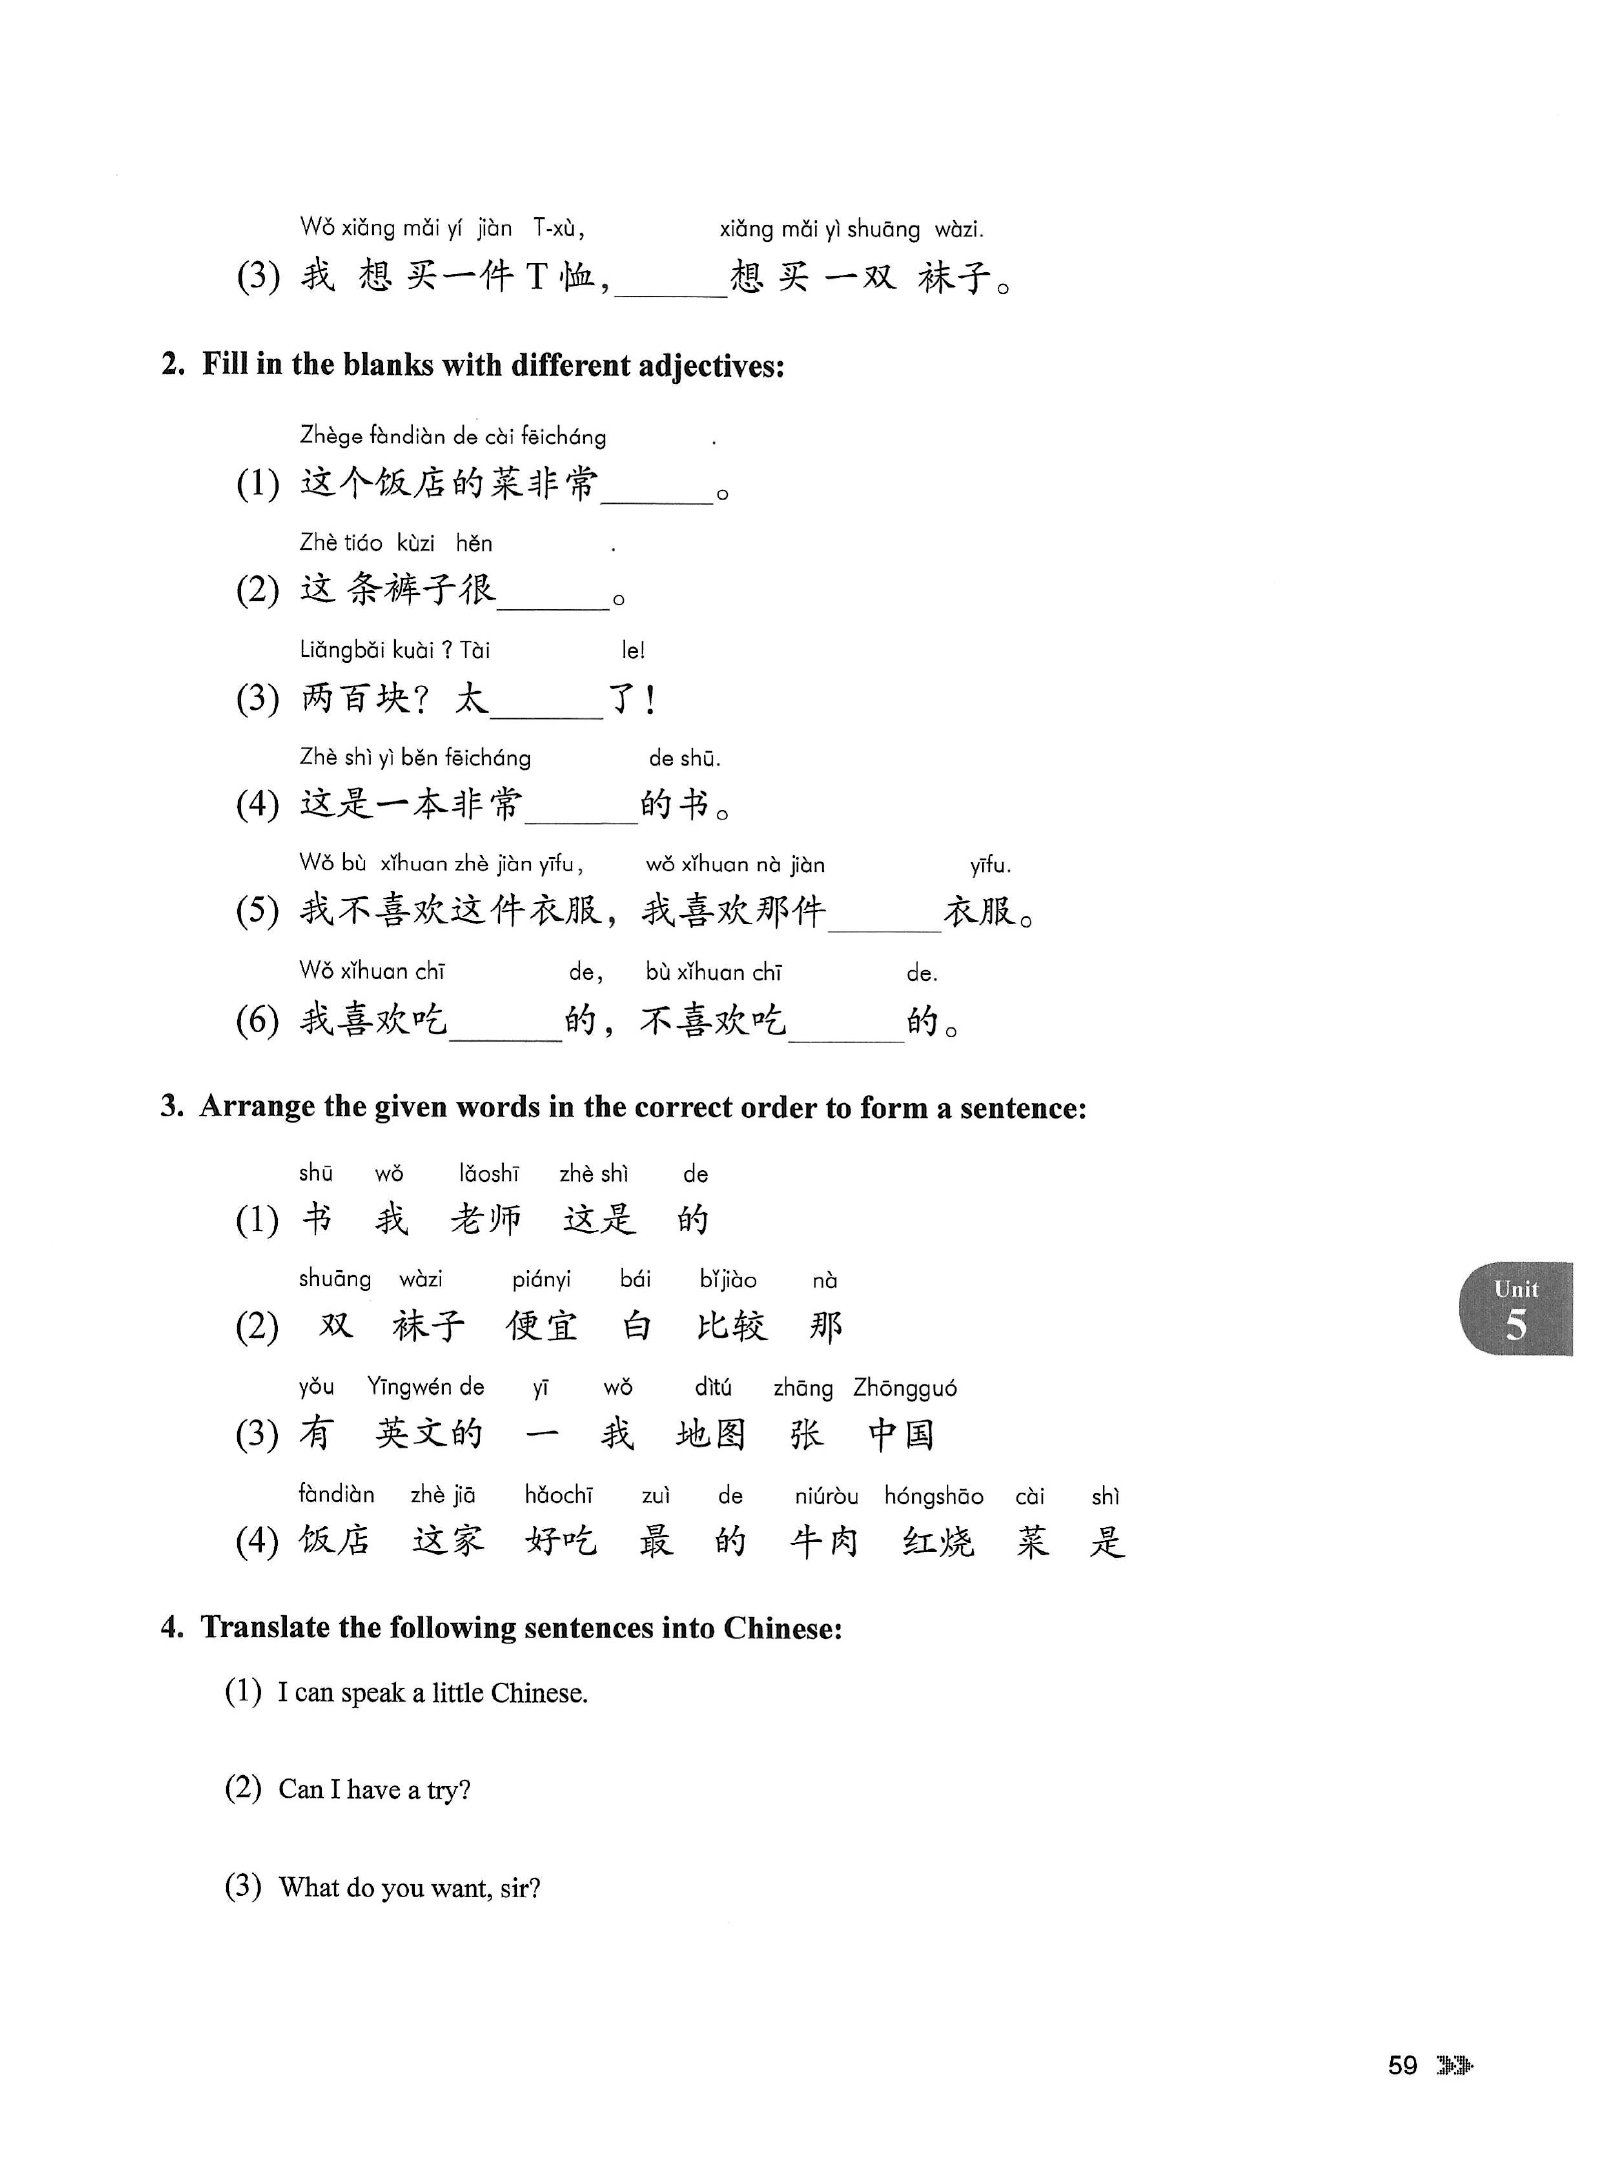 Wǒ xiǎng mǎi yí jiàn T-xù, xiǎng mǎi yì shuāng wàzi.
(3) 我 想 买一件 T 恤,______想 买 一双 袜子。
2. Fill in the blanks with different adjectives:
Zhège fàndiàn de cài fēicháng .
(1) 这个饭店的菜非常______。
Zhè tiáo kùzi hěn .
(2) 这 条裤子很______。
Liǎngbǎi kuài ? Tài le!
(3) 两百块? 太______了!
Zhè shì yì běn fēicháng de shū.
(4) 这是一本非常______的书。
Wǒ bù xǐhuan zhè jiàn yīfu, wǒ xǐhuan nà jiàn yīfu.
(5) 我不喜欢这件衣服, 我喜欢那件______衣服。
Wǒ xǐhuan chī de, bù xǐhuan chī de.
(6) 我喜欢吃______的, 不喜欢吃______的。
3. Arrange the given words in the correct order to form a sentence:
shū wǒ lǎoshī zhè shì de
(1) 书 我 老师 这是 的
shuāng wàzi piányi bái bǐjiào nà
(2) 双 袜子 便宜 白 比较 那
yǒu Yīngwén de yī wǒ dìtú zhāng Zhōngguó
(3) 有 英文的 一 我 地图 张 中国
fàndiàn zhè jiā hǎochī zuì de niúròu hóngshāo cài shì
(4) 饭店 这家 好吃 最 的 牛肉 红烧 菜 是
Unit
5
4. Translate the following sentences into Chinese:
(1) I can speak a little Chinese.
(2) Can I have a try?
(3) What do you want, sir?
59